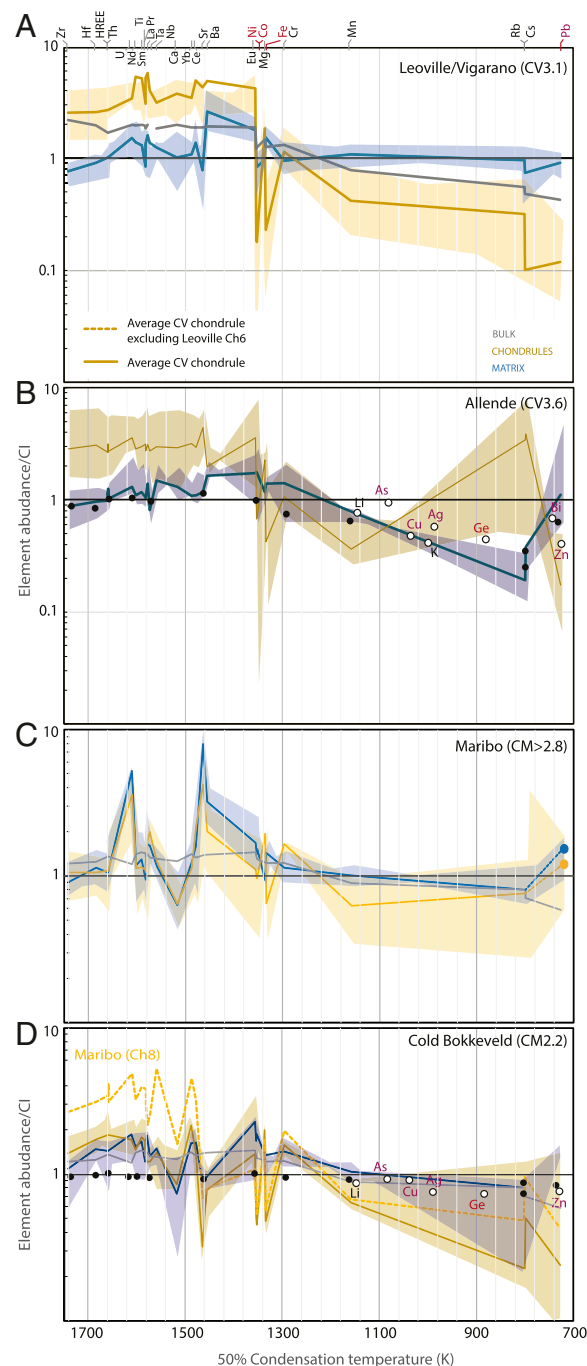 A
Zr
Hf
HREE
Th
U
Nd
Ti
Sm
La
Pr
Ta
Nb
Ca
Yb
Ce
Sr
Ba
Eu
Ni
Mg
Co
Fe
Cr
Mn
Rb
Cs
Pb
10
Leoville/Vigarano (CV3.1)
1
0.1
Average CV chondrule
excluding Leoville Ch6
Average CV chondrule
BULK
CHONDRULES
MATRIX
B
10
Allende (CV3.6)
Element abudance/CI
1
0.1
Li
As
Cu
Ag
K
Ge
Bi
Zn
C
10
Maribo (CM>2.8)
1
D
10
Cold Bokkeveld (CM2.2)
Maribo (Ch8)
Element abudance/CI
1
Li
As
Cu
Ag
Ge
Zn
1700
1500
1300
1100
900
700
50% Condensation temperature (K)